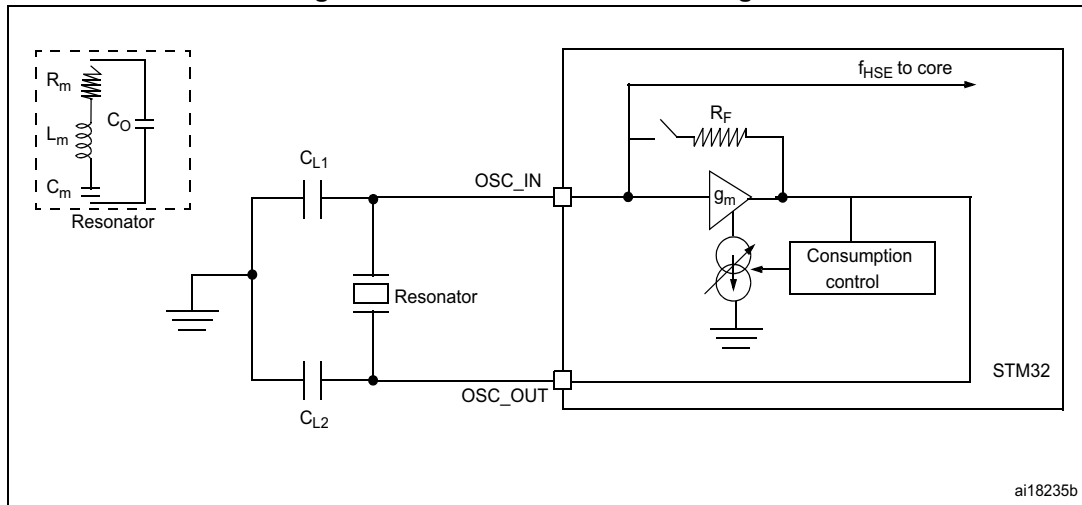 R_m
L_m
C_m
C_O
Resonator
C_L1
C_L2
Resonator
OSC_IN
OSC_OUT
f_HSE to core
R_F
g_m
Consumption
control
STM32
ai18235b